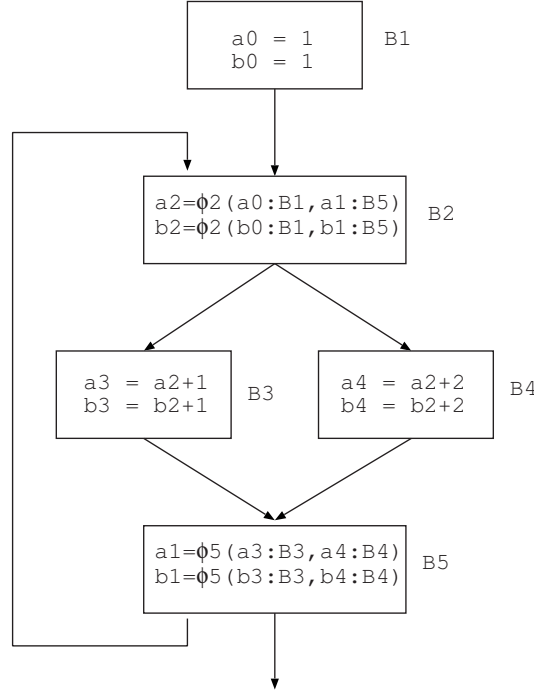 a0 = 1
b0 = 1
B1
a2=ϕ2(a0:B1,a1:B5)
b2=ϕ2(b0:B1,b1:B5)
B2
a3 = a2+1
b3 = b2+1
B3
a4 = a2+2
b4 = b2+2
B4
a1=ϕ5(a3:B3,a4:B4)
b1=ϕ5(b3:B3,b4:B4)
B5